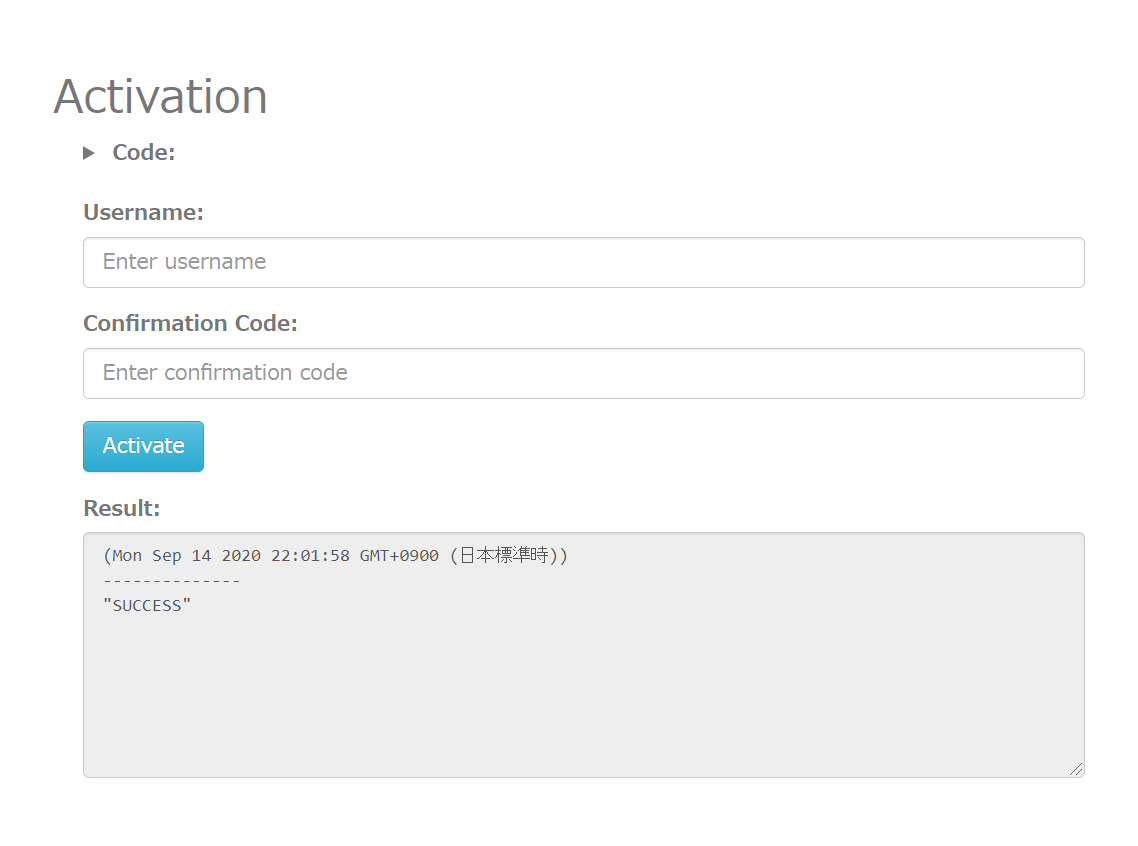 Activation
Code:
Username:
Enter username
Confirmation Code:
Enter confirmation code
Activate
Result:
(Mon Sep 14 2020 22:01:58 GMT+0900 (日本標準時))
--------------
"SUCCESS"